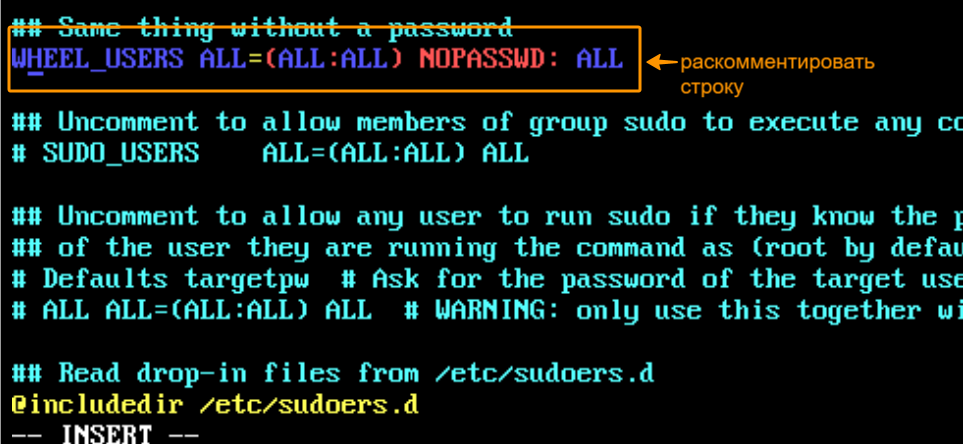 ## Same thing without a password
WHEEL_USERS ALL=(ALL:ALL) NOPASSWD: ALL
раскомментировать
строку
## Uncomment to allow members of group sudo to execute any
# SUDO_USERS    ALL=(ALL:ALL) ALL
## Uncomment to allow any user to run sudo if they know the
## of the user they are running the command as (root by
# Defaults targetpw  # Ask for the password of the target
# ALL ALL=(ALL:ALL) ALL  # WARNING: only use this together
## Read drop-in files from /etc/sudoers.d
@includedir /etc/sudoers.d
-- INSERT --